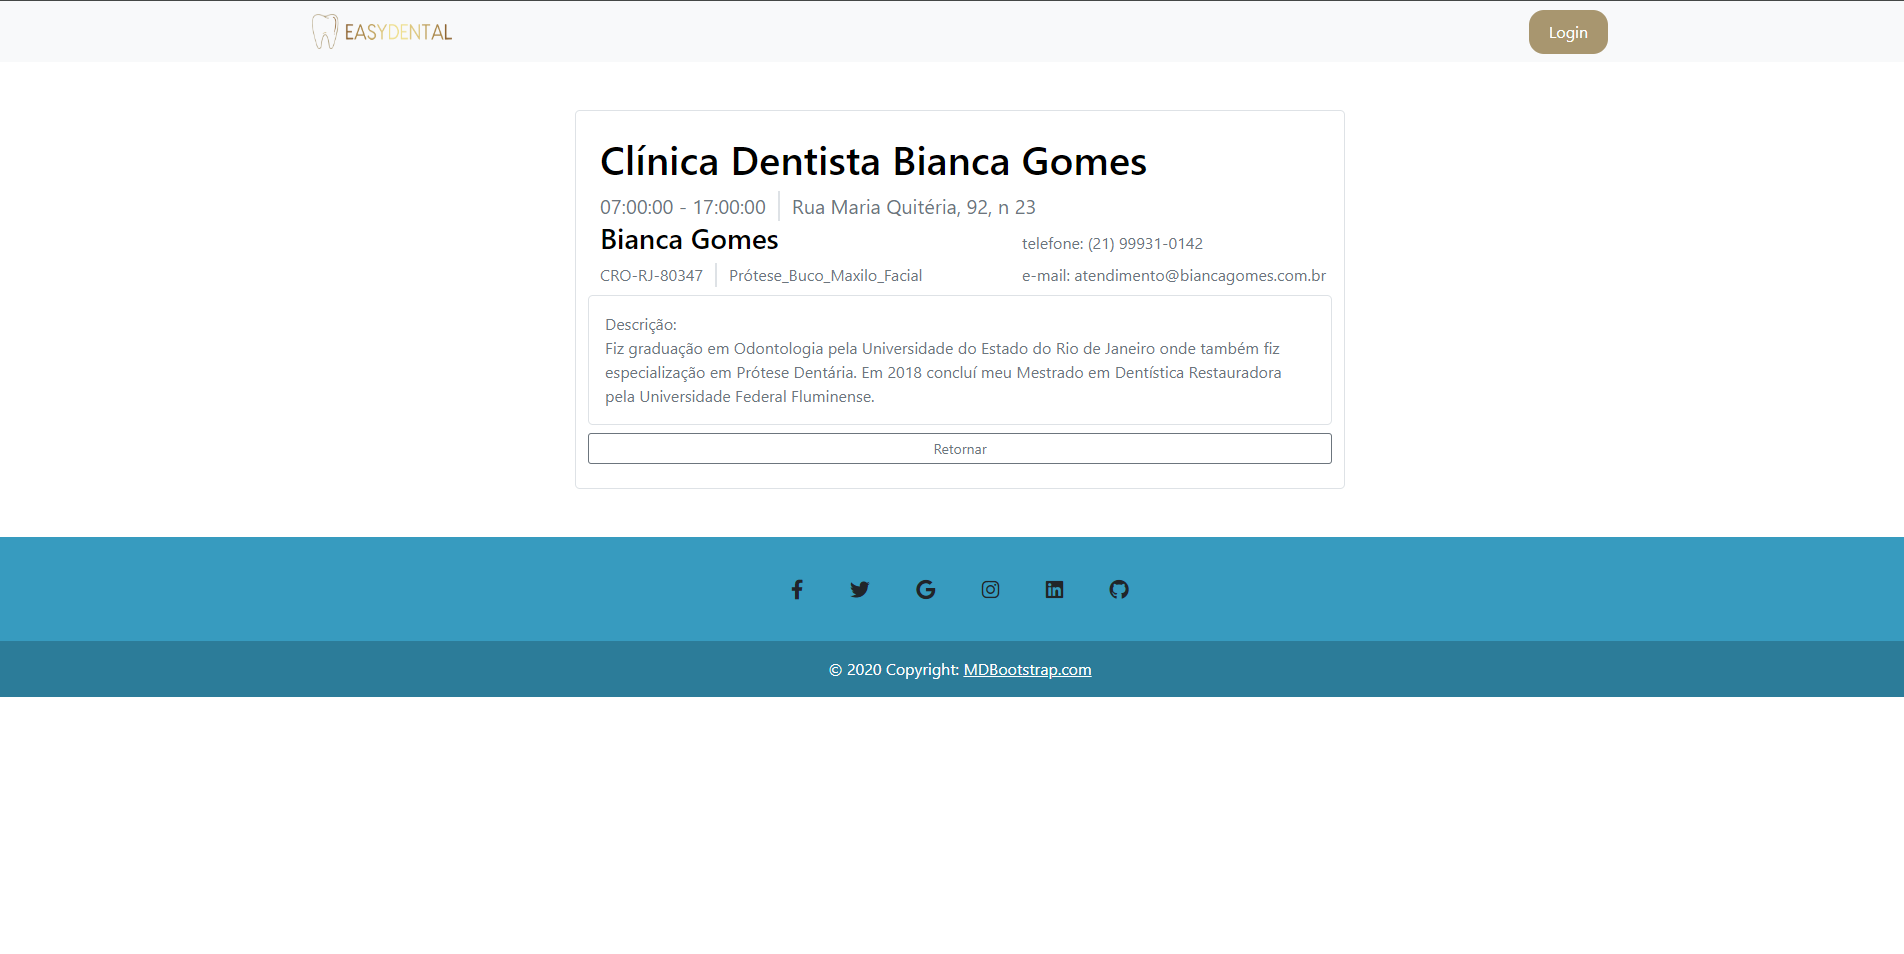 EASYDENTAL
Login
Clínica Dentista Bianca Gomes
07:00:00 - 17:00:00 Rua Maria Quitéria, 92, n 23
Bianca Gomes telefone: (21) 99931-0142
CRO-RJ-80347 Prótese_Buco_Maxilo_Facial e-mail: atendimento@biancagomes.com.br
Descrição:
Fiz graduação em Odontologia pela Universidade do Estado do Rio de Janeiro onde também fiz
especialização em Prótese Dentária. Em 2018 concluí meu Mestrado em Dentística Restauradora
pela Universidade Federal Fluminense.
Retornar
© 2020 Copyright: MDBootstrap.com